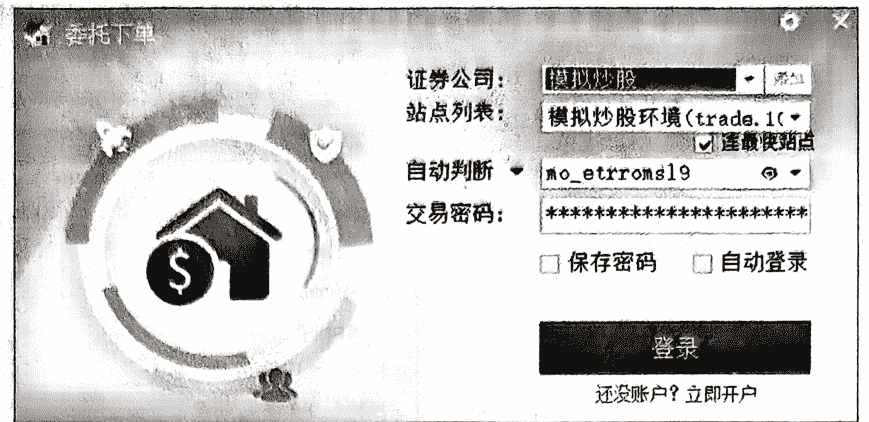 委托下单
证券公司： 模拟炒股 添加
站点列表： 模拟炒股环境(trade.1(
连最快站点
自动判断 mo_etrromsl9
交易密码： **********************
$
保存密码 自动登录
登录
还没账户？立即开户